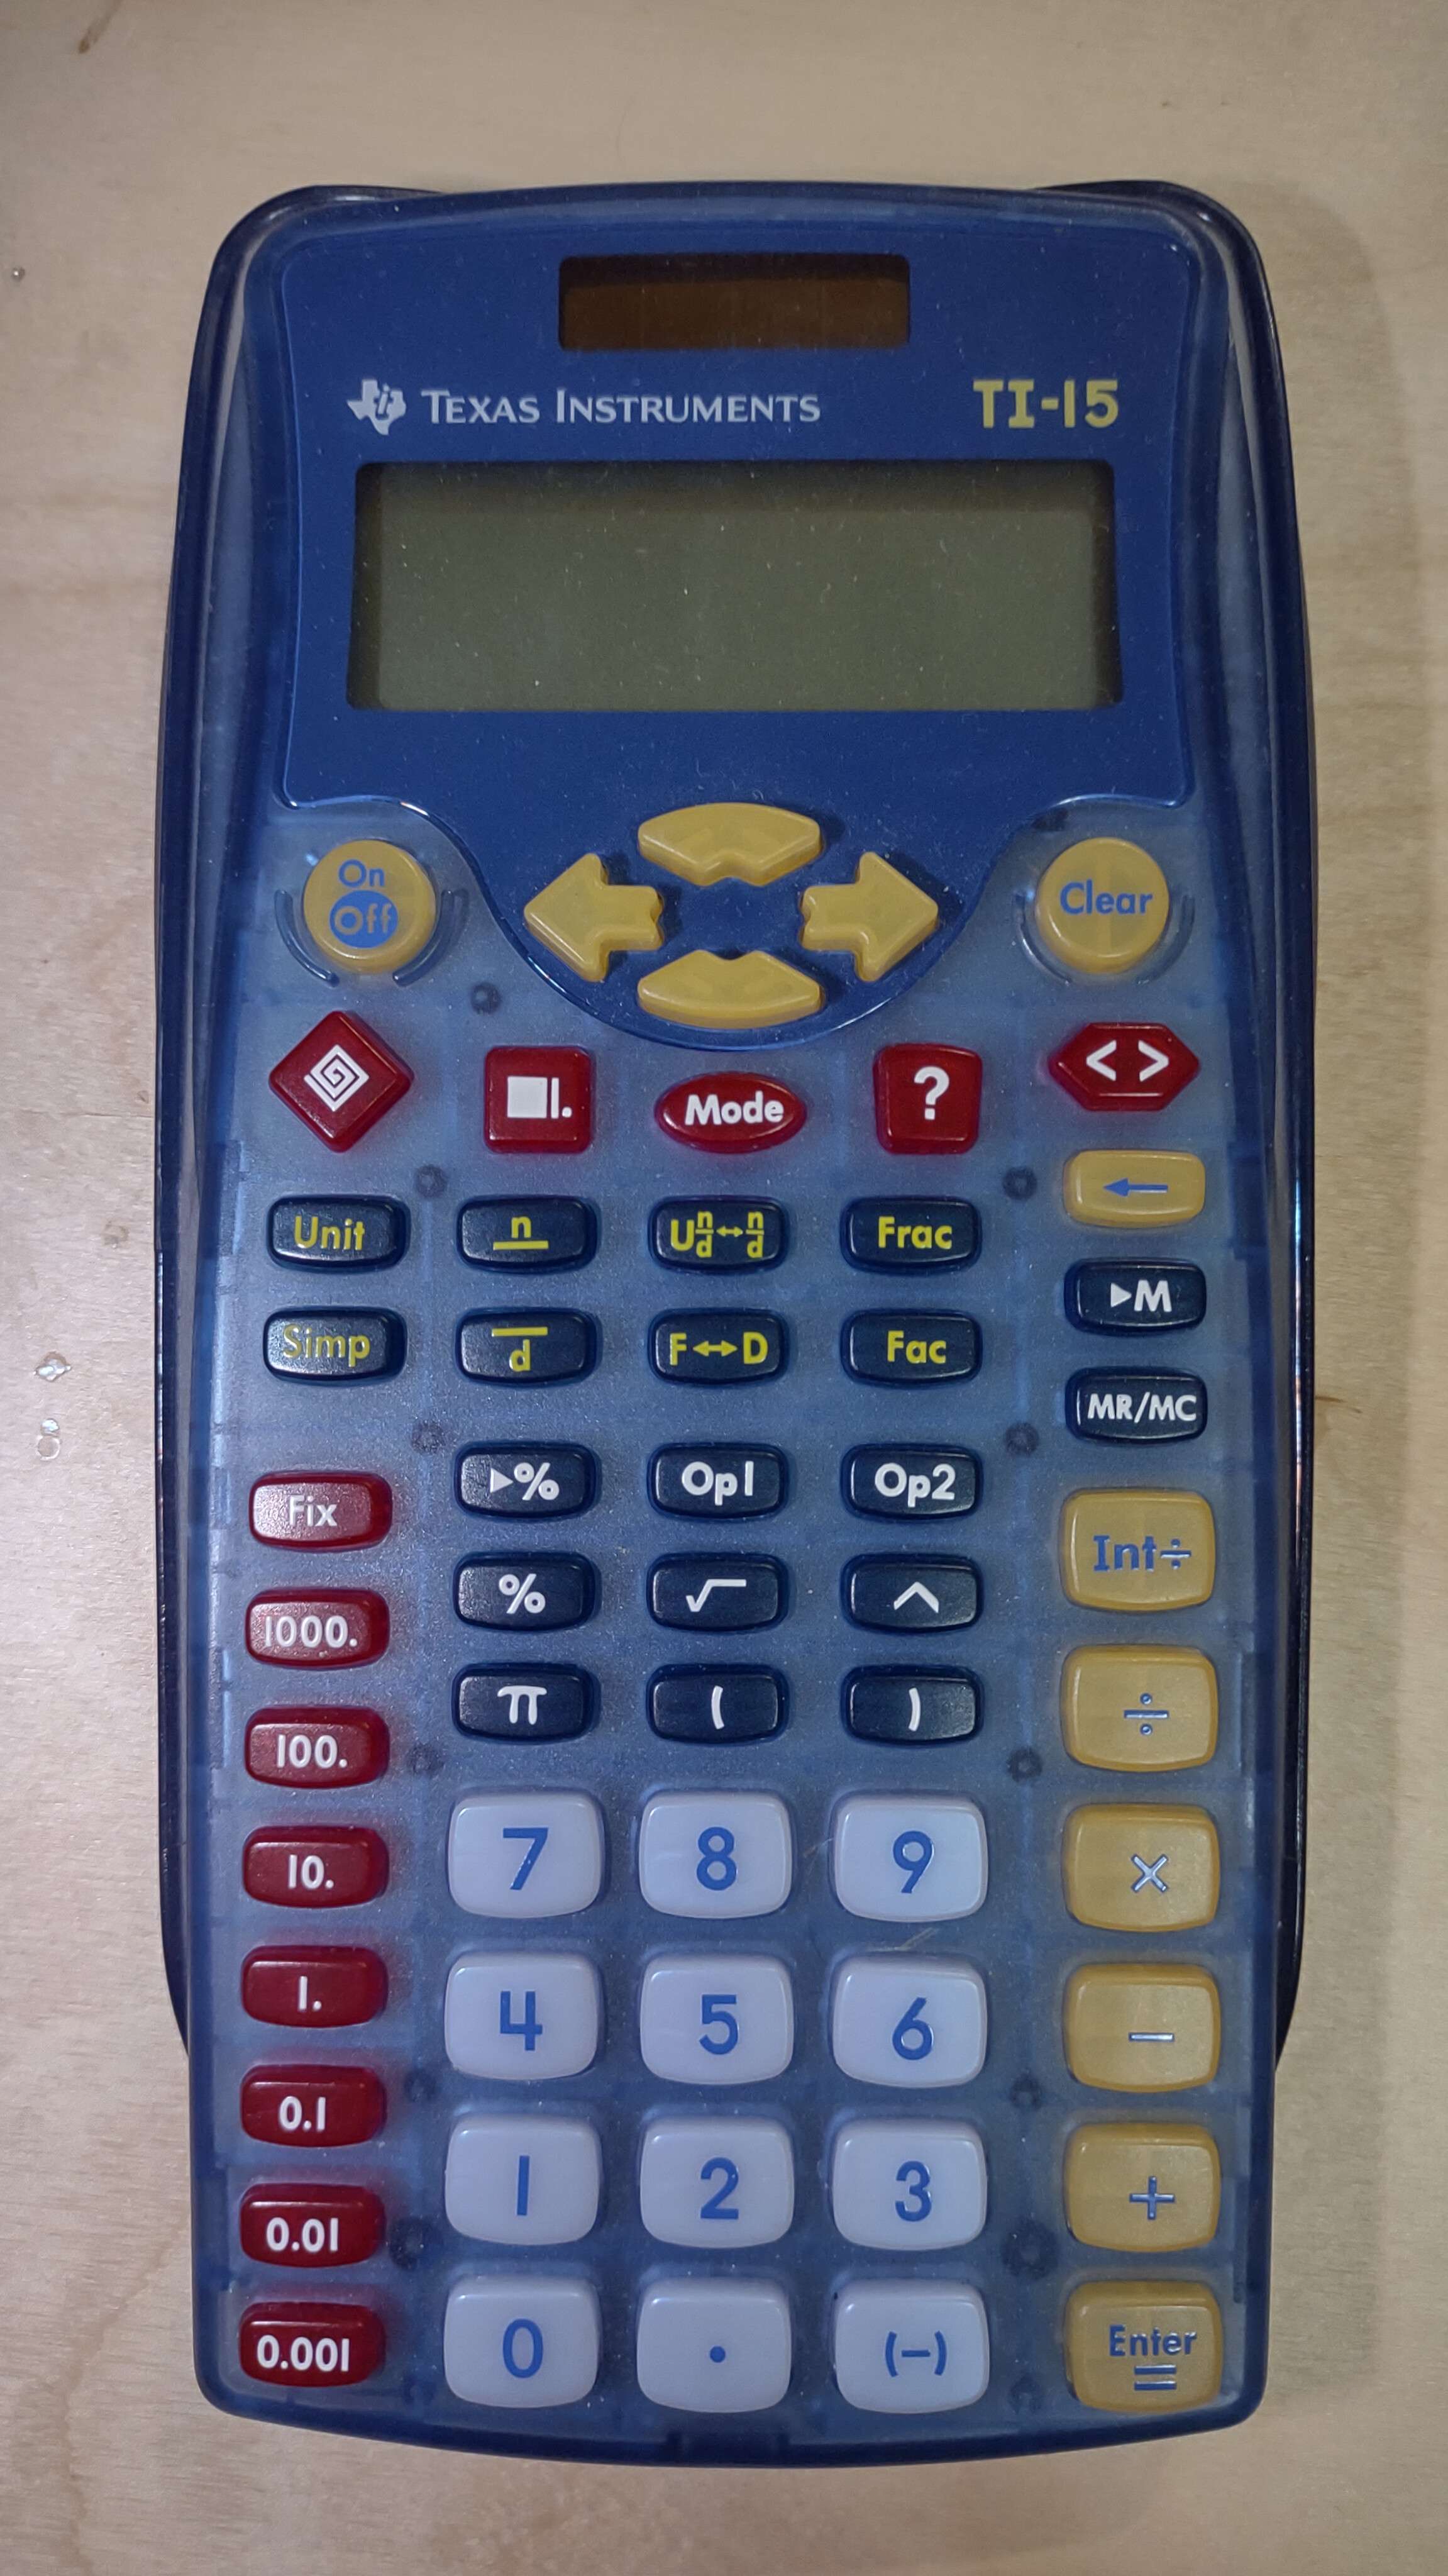 TEXAS INSTRUMENTS TI-15
On
Off
Clear
1.
Mode
?
< >
←
Unit
n
U n/d ↔ n/d
Frac
▸M
Simp
d
F↔D
Fac
MR/MC
▸%
Op1
Op2
Fix
%
√
^
Int÷
1000.
π
(
)
÷
100.
7
8
9
×
10.
4
5
6
−
1.
0.1
1
2
3
+
0.01
0
.
(−)
Enter
=
0.001